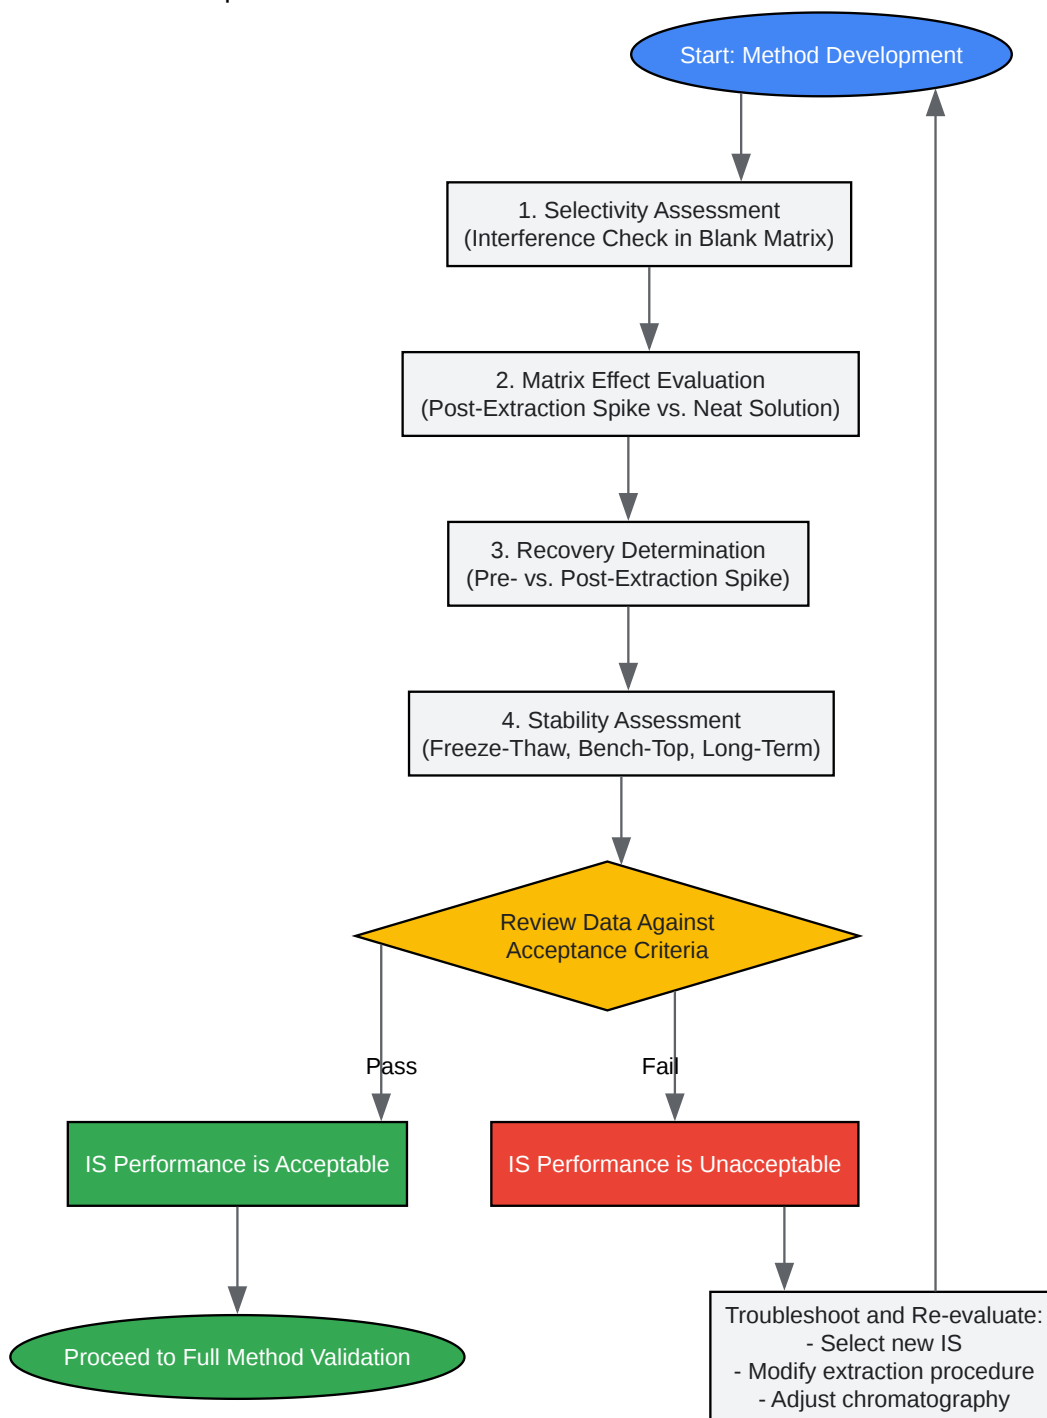 Start: Method Development
1. Selectivity Assessment
(Interference Check in Blank Matrix)
2. Matrix Effect Evaluation
(Post-Extraction Spike vs. Neat Solution)
3. Recovery Determination
(Pre- vs. Post-Extraction Spike)
4. Stability Assessment
(Freeze-Thaw, Bench-Top, Long-Term)
Review Data Against
Acceptance Criteria
Pass
Fail
IS Performance is Acceptable
IS Performance is Unacceptable
Proceed to Full Method Validation
Troubleshoot and Re-evaluate:
- Select new IS
- Modify extraction procedure
- Adjust chromatography